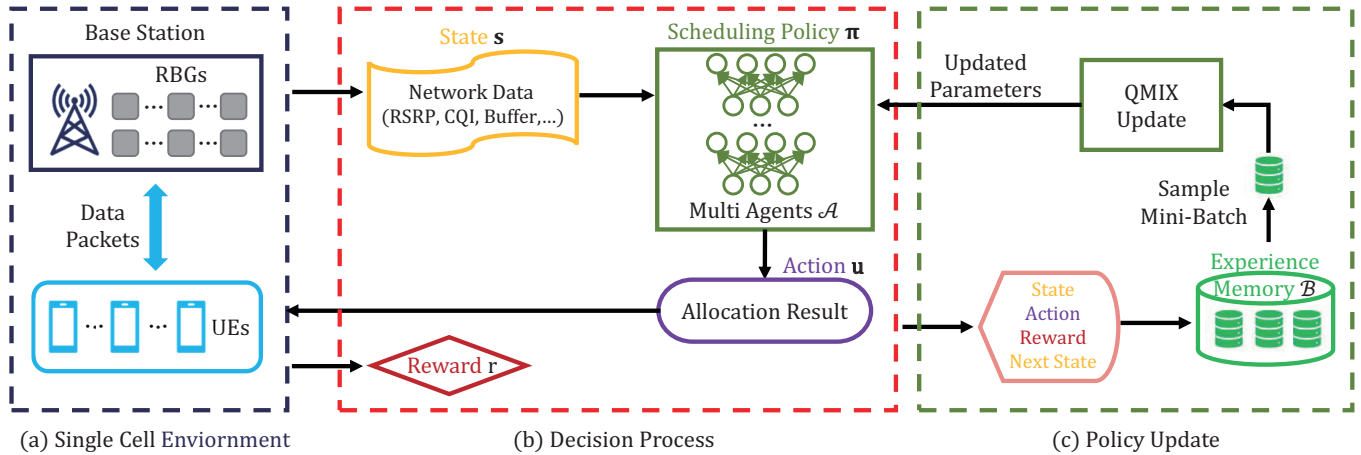 Base Station
RBGs
... ...
... ...
Data
Packets
... ...
UEs
(a) Single Cell Enviornment
State s
Network Data
(RSRP, CQI, Buffer,...)
Scheduling Policy π
...
Multi Agents 𝒜
Action u
Allocation Result
Reward r
(b) Decision Process
Updated
Parameters
QMIX
Update
Sample
Mini-Batch
Experience
Memory ℬ
State
Action
Reward
Next State
(c) Policy Update